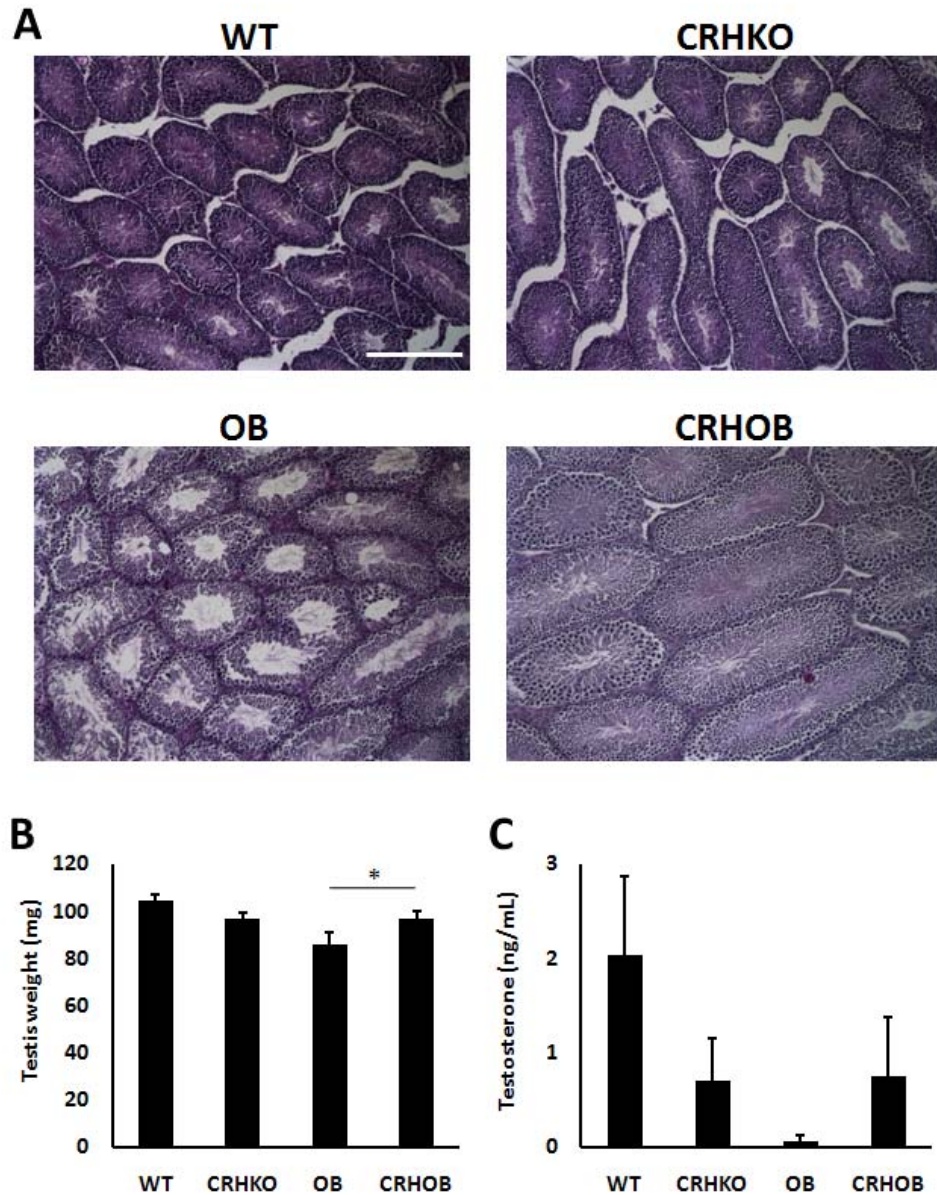 A
WT
CRHKO
OB
CRHOB
B
Testis weight (mg)
120
100
80
60
40
20
0
*
WT
CRHKO
OB
CRHOB
C
Testosterone (ng/mL)
3
2
1
0
WT
CRHKO
OB
CRHOB